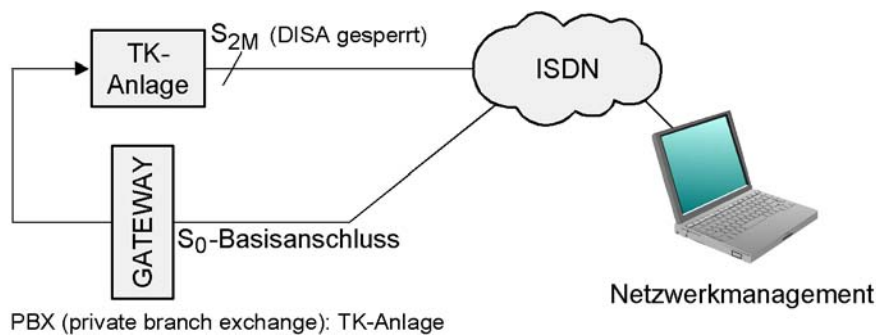 TK-
Anlage
S2M (DISA gesperrt)
ISDN
GATEWAY
S0-Basisanschluss
Netzwerkmanagement
PBX (private branch exchange): TK-Anlage